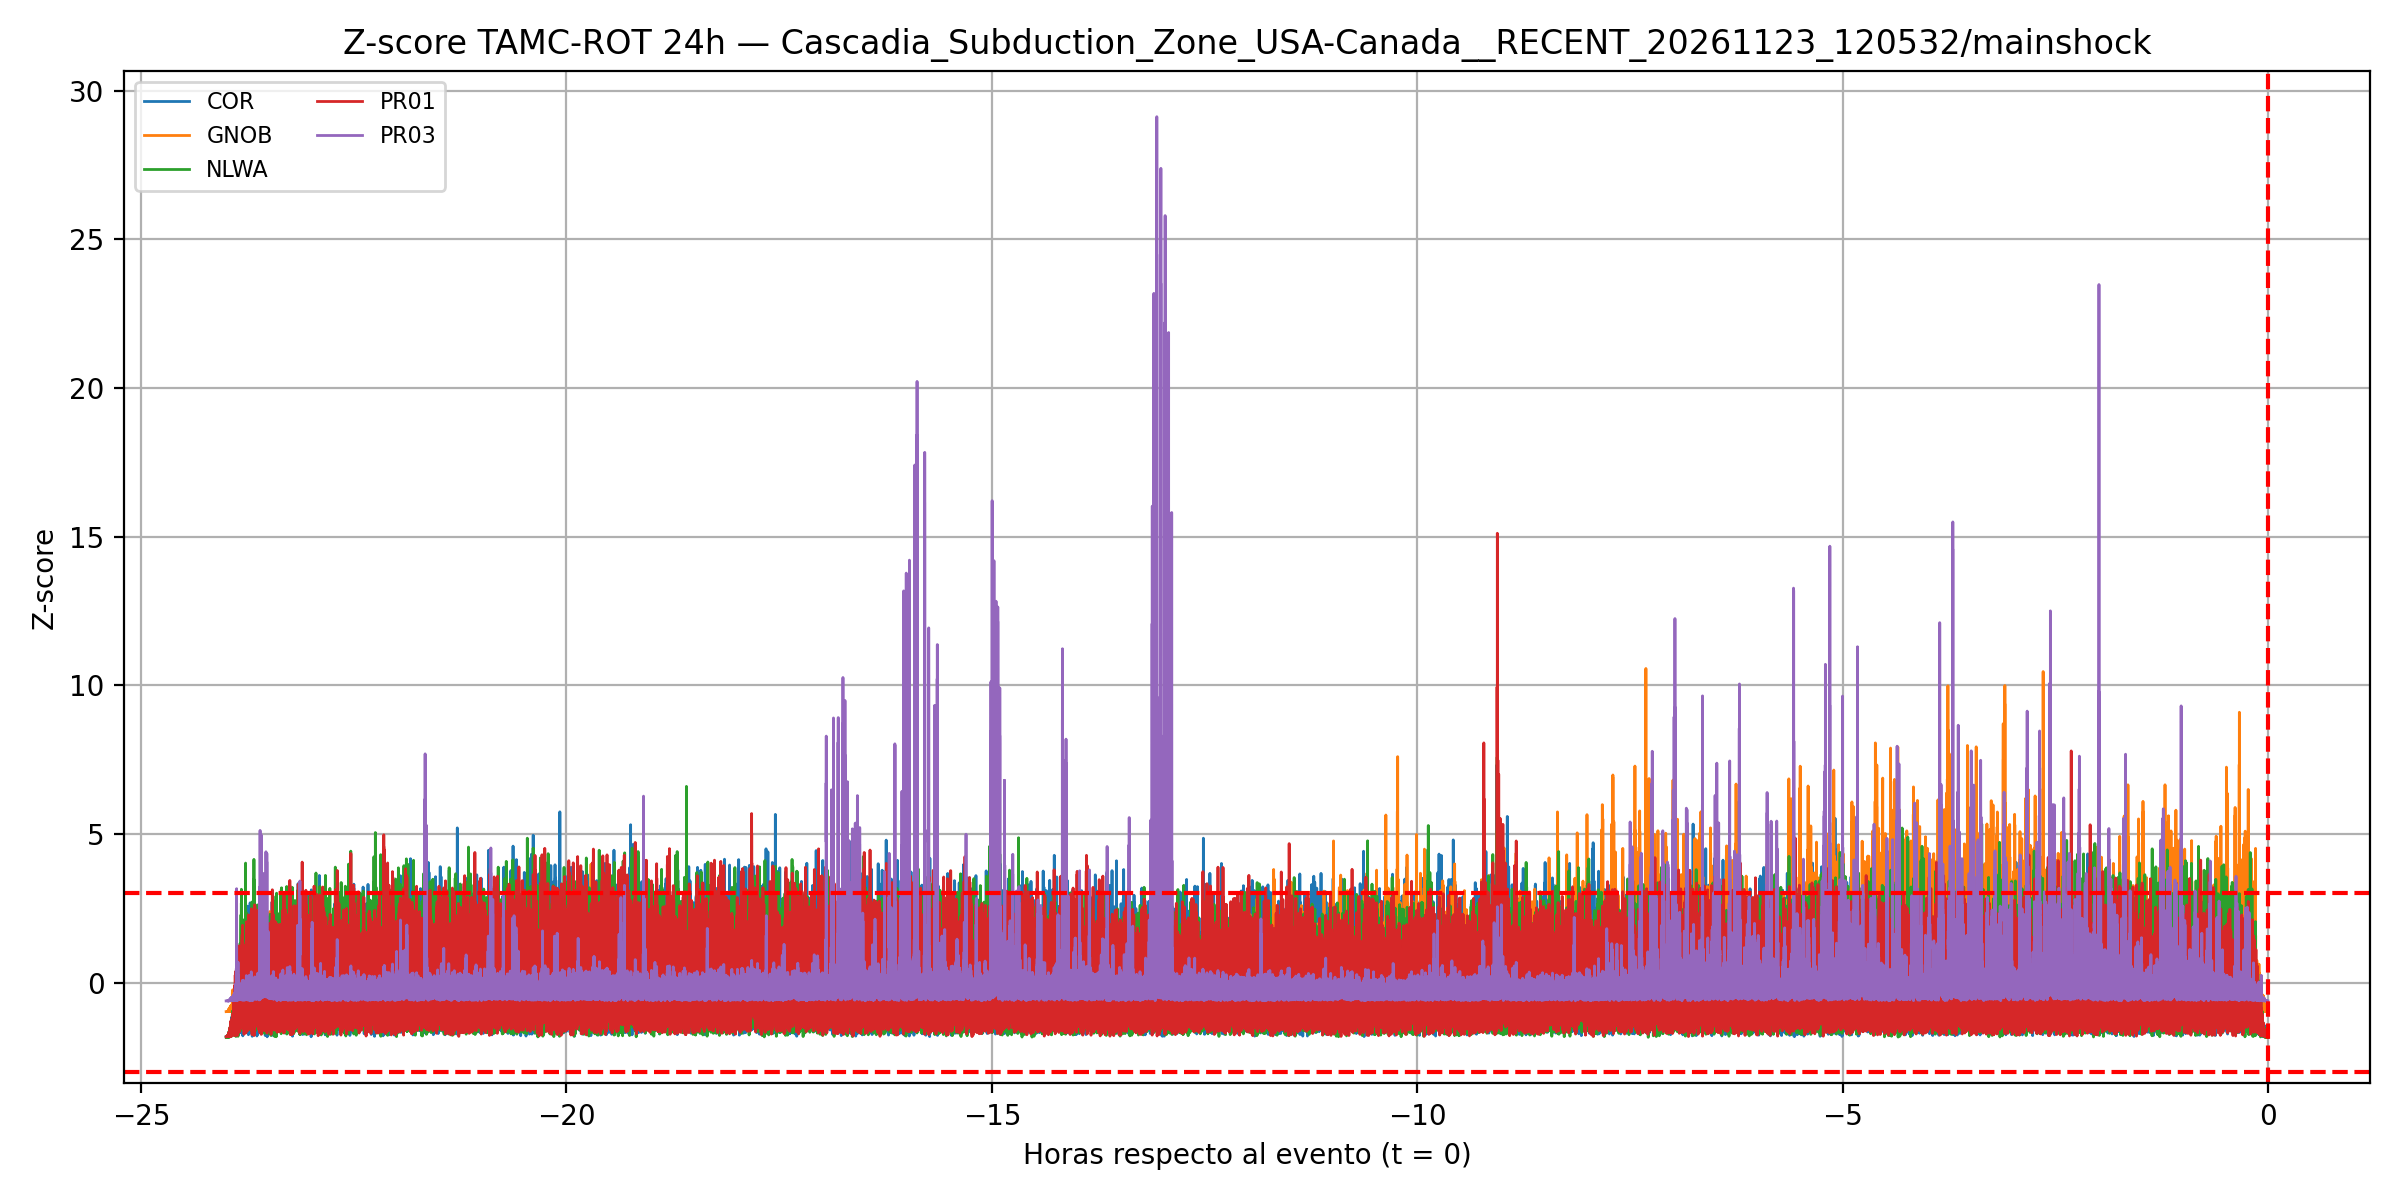 Z-score TAMC-ROT 24h — Cascadia_Subduction_Zone_USA-Canada__RECENT_20261123_120532/mainshock
COR
GNOB
NLWA
PR01
PR03
30
25
20
15
10
5
0
Z-score
−25
−20
−15
−10
−5
0
Horas respecto al evento (t = 0)